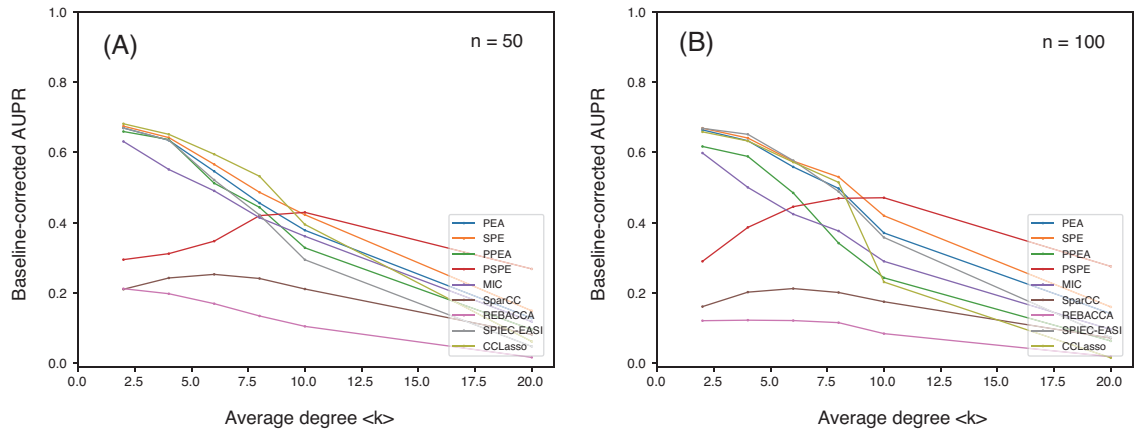 (A)
n = 50
Baseline-corrected AUPR
1.0
0.8
0.6
0.4
0.2
0.0
0.0 2.5 5.0 7.5 10.0 12.5 15.0 17.5 20.0
Average degree <k>
PEA
SPE
PPEA
PSPE
MIC
SparCC
REBACCA
SPIEC-EASI
CCLasso
(B)
n = 100
Baseline-corrected AUPR
1.0
0.8
0.6
0.4
0.2
0.0
0.0 2.5 5.0 7.5 10.0 12.5 15.0 17.5 20.0
Average degree <k>
PEA
SPE
PPEA
PSPE
MIC
SparCC
REBACCA
SPIEC-EASI
CCLasso